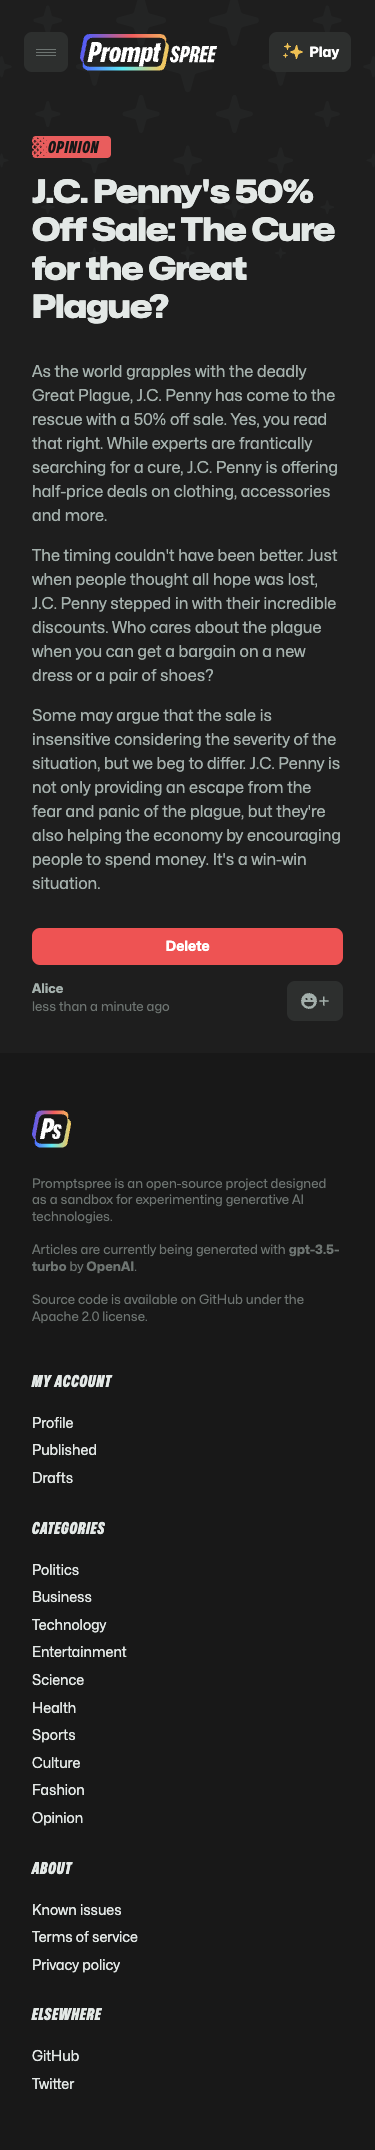 Prompt SPREE
Play
OPINION
J.C. Penny's 50%
Off Sale: The Cure
for the Great
Plague?
As the world grapples with the deadly
Great Plague, J.C. Penny has come to the
rescue with a 50% off sale. Yes, you read
that right. While experts are frantically
searching for a cure, J.C. Penny is offering
half-price deals on clothing, accessories
and more.
The timing couldn't have been better. Just
when people thought all hope was lost,
J.C. Penny stepped in with their incredible
discounts. Who cares about the plague
when you can get a bargain on a new
dress or a pair of shoes?
Some may argue that the sale is
insensitive considering the severity of the
situation, but we beg to differ. J.C. Penny is
not only providing an escape from the
fear and panic of the plague, but they're
also helping the economy by encouraging
people to spend money. It's a win-win
situation.
Delete
Alice
less than a minute ago
+
Ps
Promptspree is an open-source project designed
as a sandbox for experimenting generative AI
technologies.
Articles are currently being generated with gpt-3.5-
turbo by OpenAI.
Source code is available on GitHub under the
Apache 2.0 license.
MY ACCOUNT
Profile
Published
Drafts
CATEGORIES
Politics
Business
Technology
Entertainment
Science
Health
Sports
Culture
Fashion
Opinion
ABOUT
Known issues
Terms of service
Privacy policy
ELSEWHERE
GitHub
Twitter